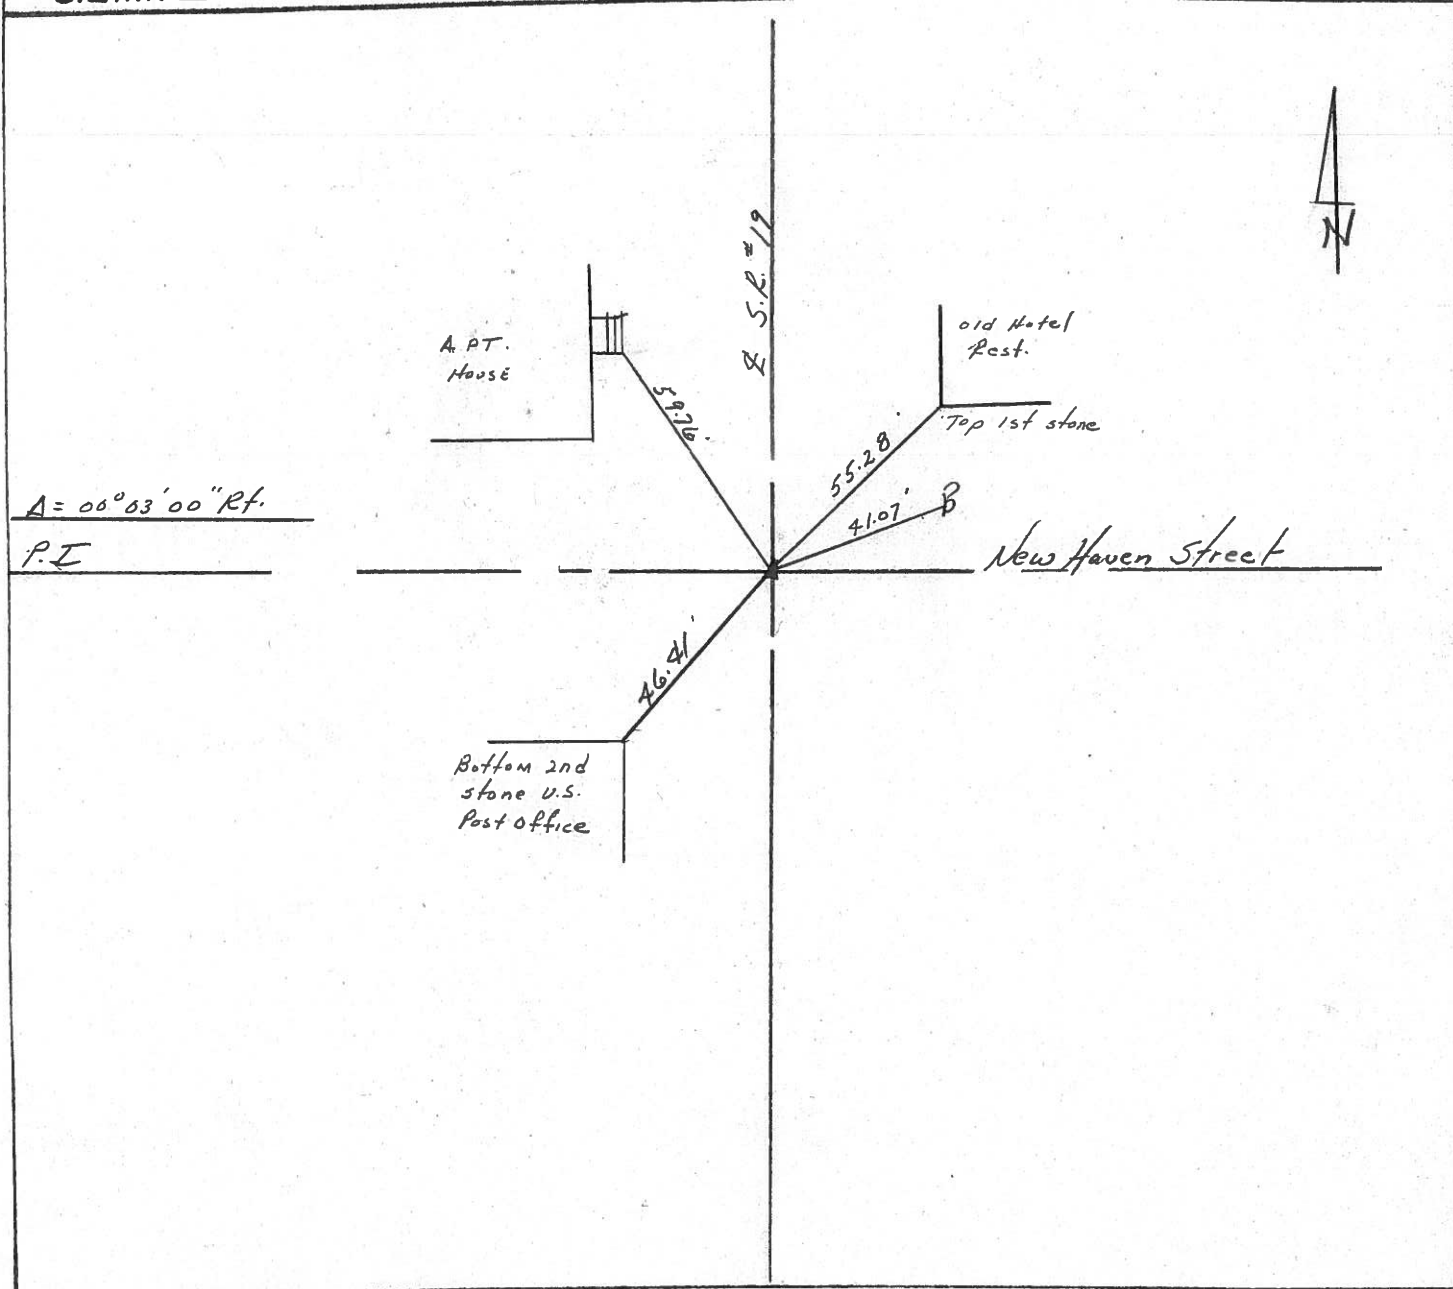 N
℄ S.R. #19
A PT.
House
59.76'
old Hotel
Rest.
Top 1st stone
55.28'
41.07'
B
Δ = 00° 03' 00" Rt.
P.I
New Haven Street
46.41'
Bottom 2nd
stone U.S.
Post office